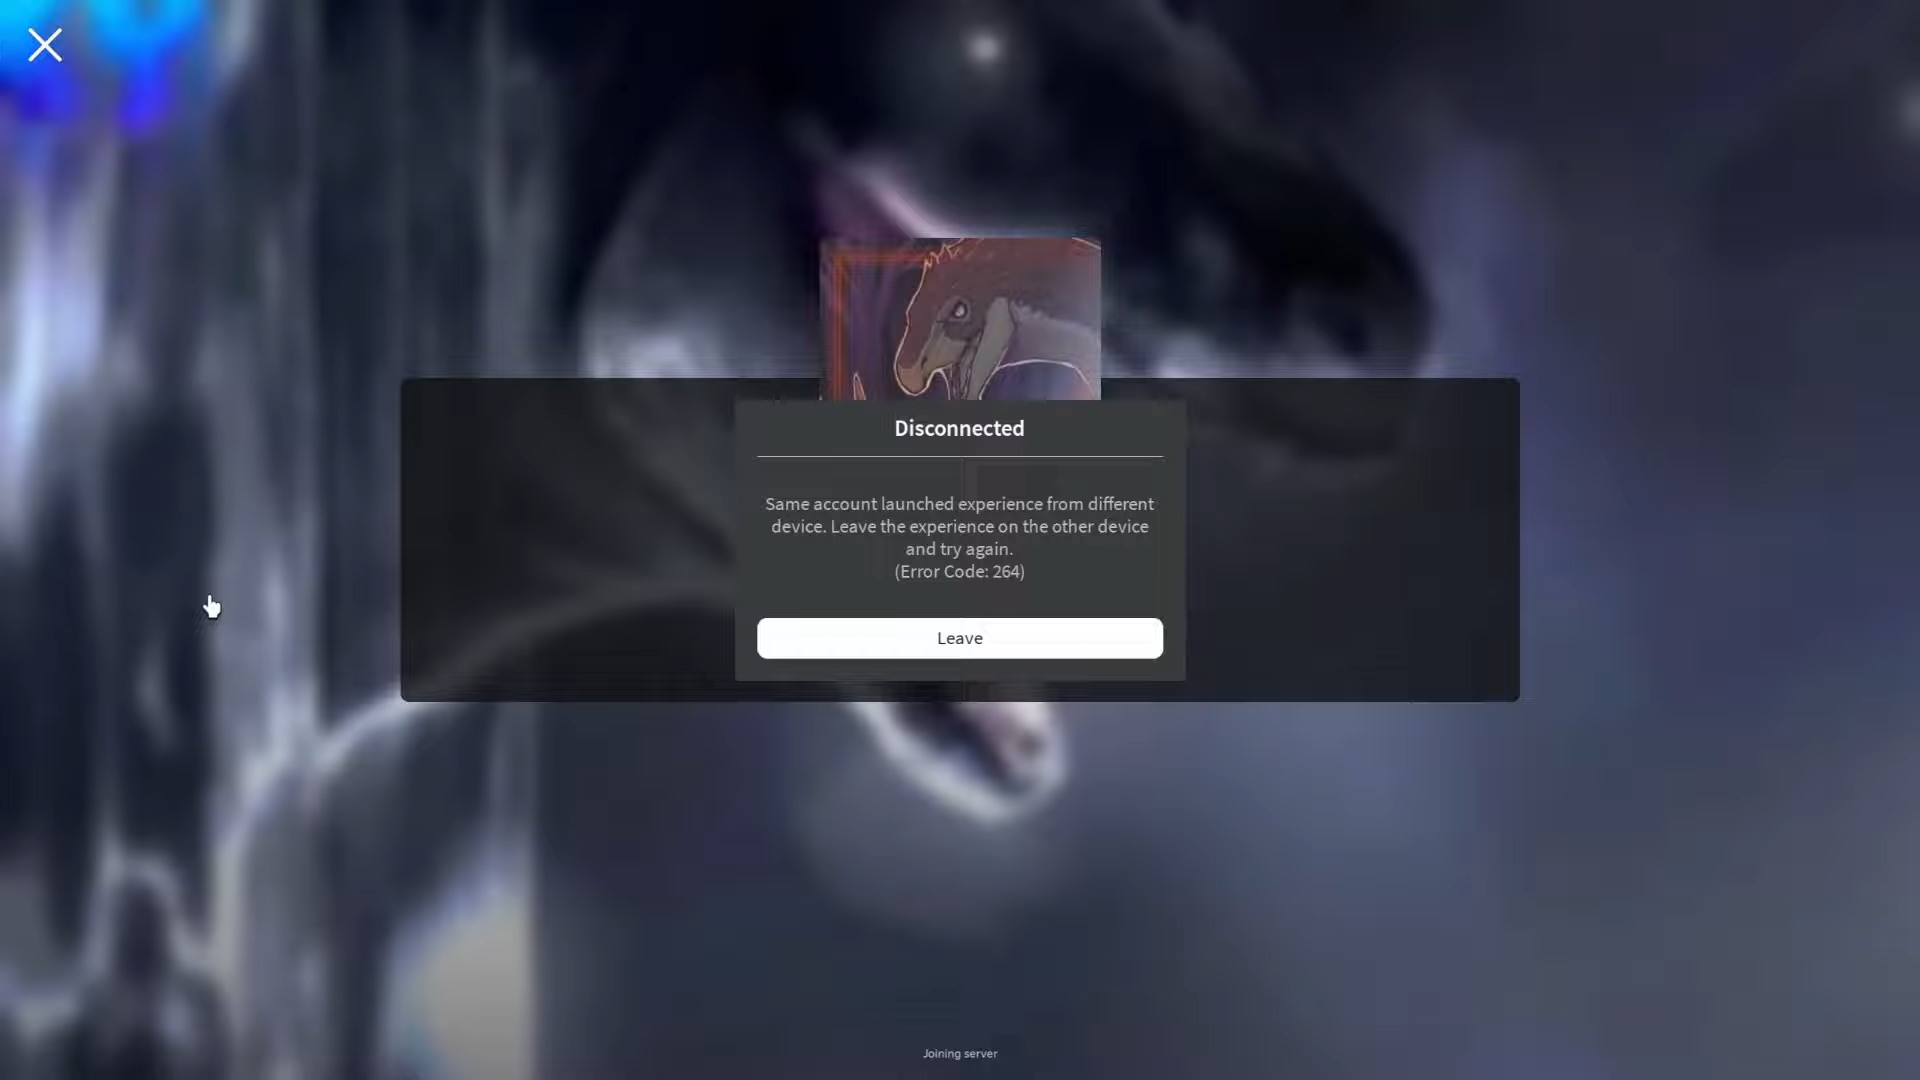 Disconnected
Same account launched experience from different
device. Leave the experience on the other device
and try again.
(Error Code: 264)
Leave
Joining server